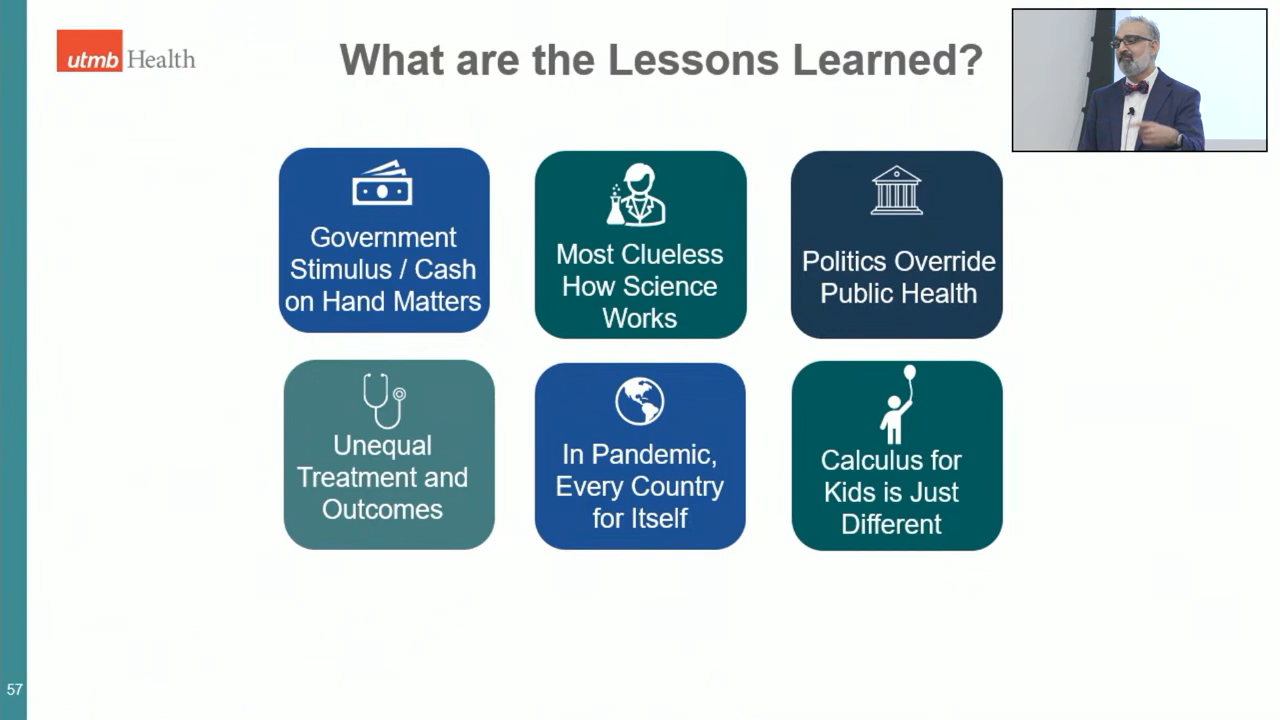 utmb Health
What are the Lessons Learned?
Government
Stimulus / Cash
on Hand Matters
Most Clueless
How Science
Works
Politics Override
Public Health
Unequal
Treatment and
Outcomes
In Pandemic,
Every Country
for Itself
Calculus for
Kids is Just
Different
57